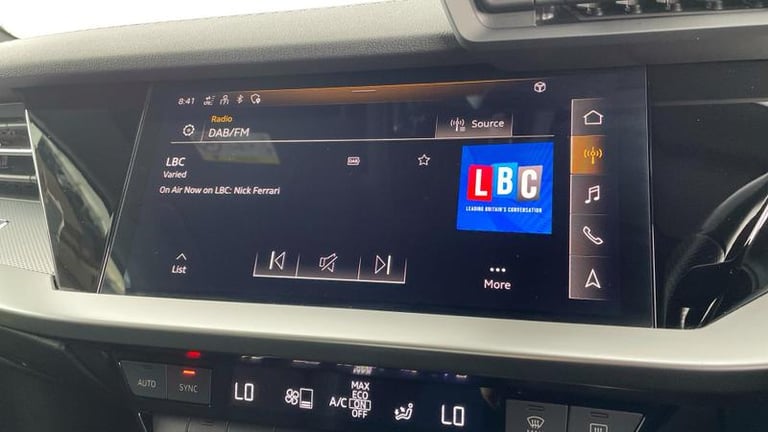 8:41
Radio
DAB/FM
Source
LBC
DAB
Varied
On Air Now on LBC: Nick Ferrari
LBC
LEADING BRITAIN'S CONVERSATION
List
More
AUTO
SYNC
LO
A/C
MAX
ECO
ON
OFF
LO